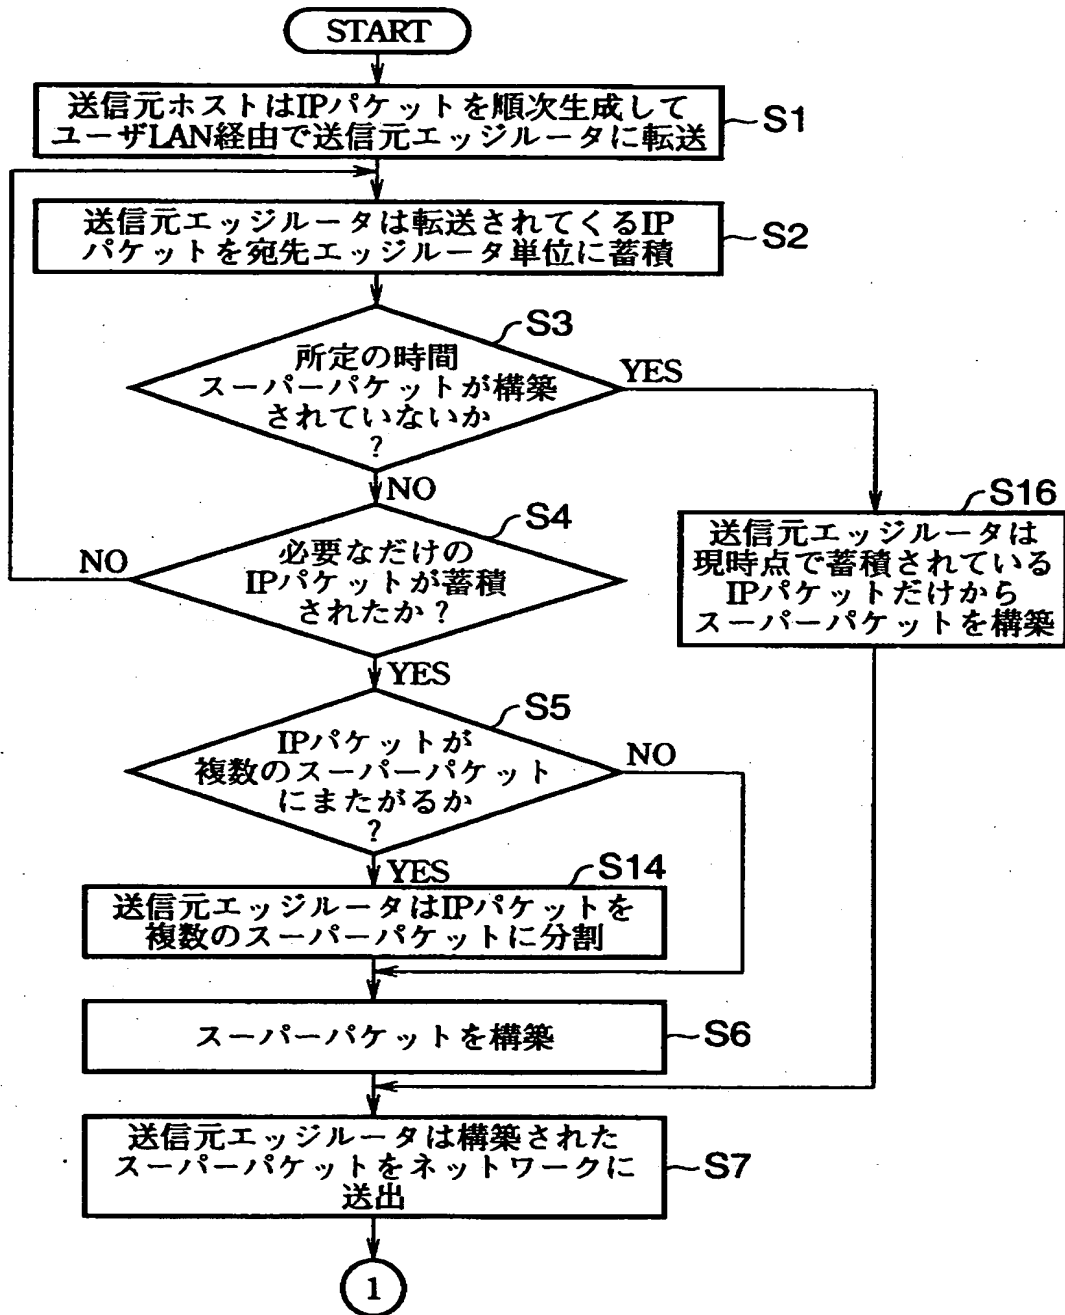 START
送信元ホストはIPパケットを順次生成して
ユーザLAN経由で送信元エッジルータに転送
S1
送信元エッジルータは転送されてくるIP
パケットを宛先エッジルータ単位に蓄積
S2
S3
所定の時間
スーパーパケットが構築
されていないか
?
YES
NO
S4
必要なだけの
IPパケットが蓄積
されたか?
NO
YES
S16
送信元エッジルータは
現時点で蓄積されている
IPパケットだけから
スーパーパケットを構築
S5
IPパケットが
複数のスーパーパケット
にまたがるか
?
NO
YES
S14
送信元エッジルータはIPパケットを
複数のスーパーパケットに分割
スーパーパケットを構築
S6
送信元エッジルータは構築された
スーパーパケットをネットワークに
送出
S7
1